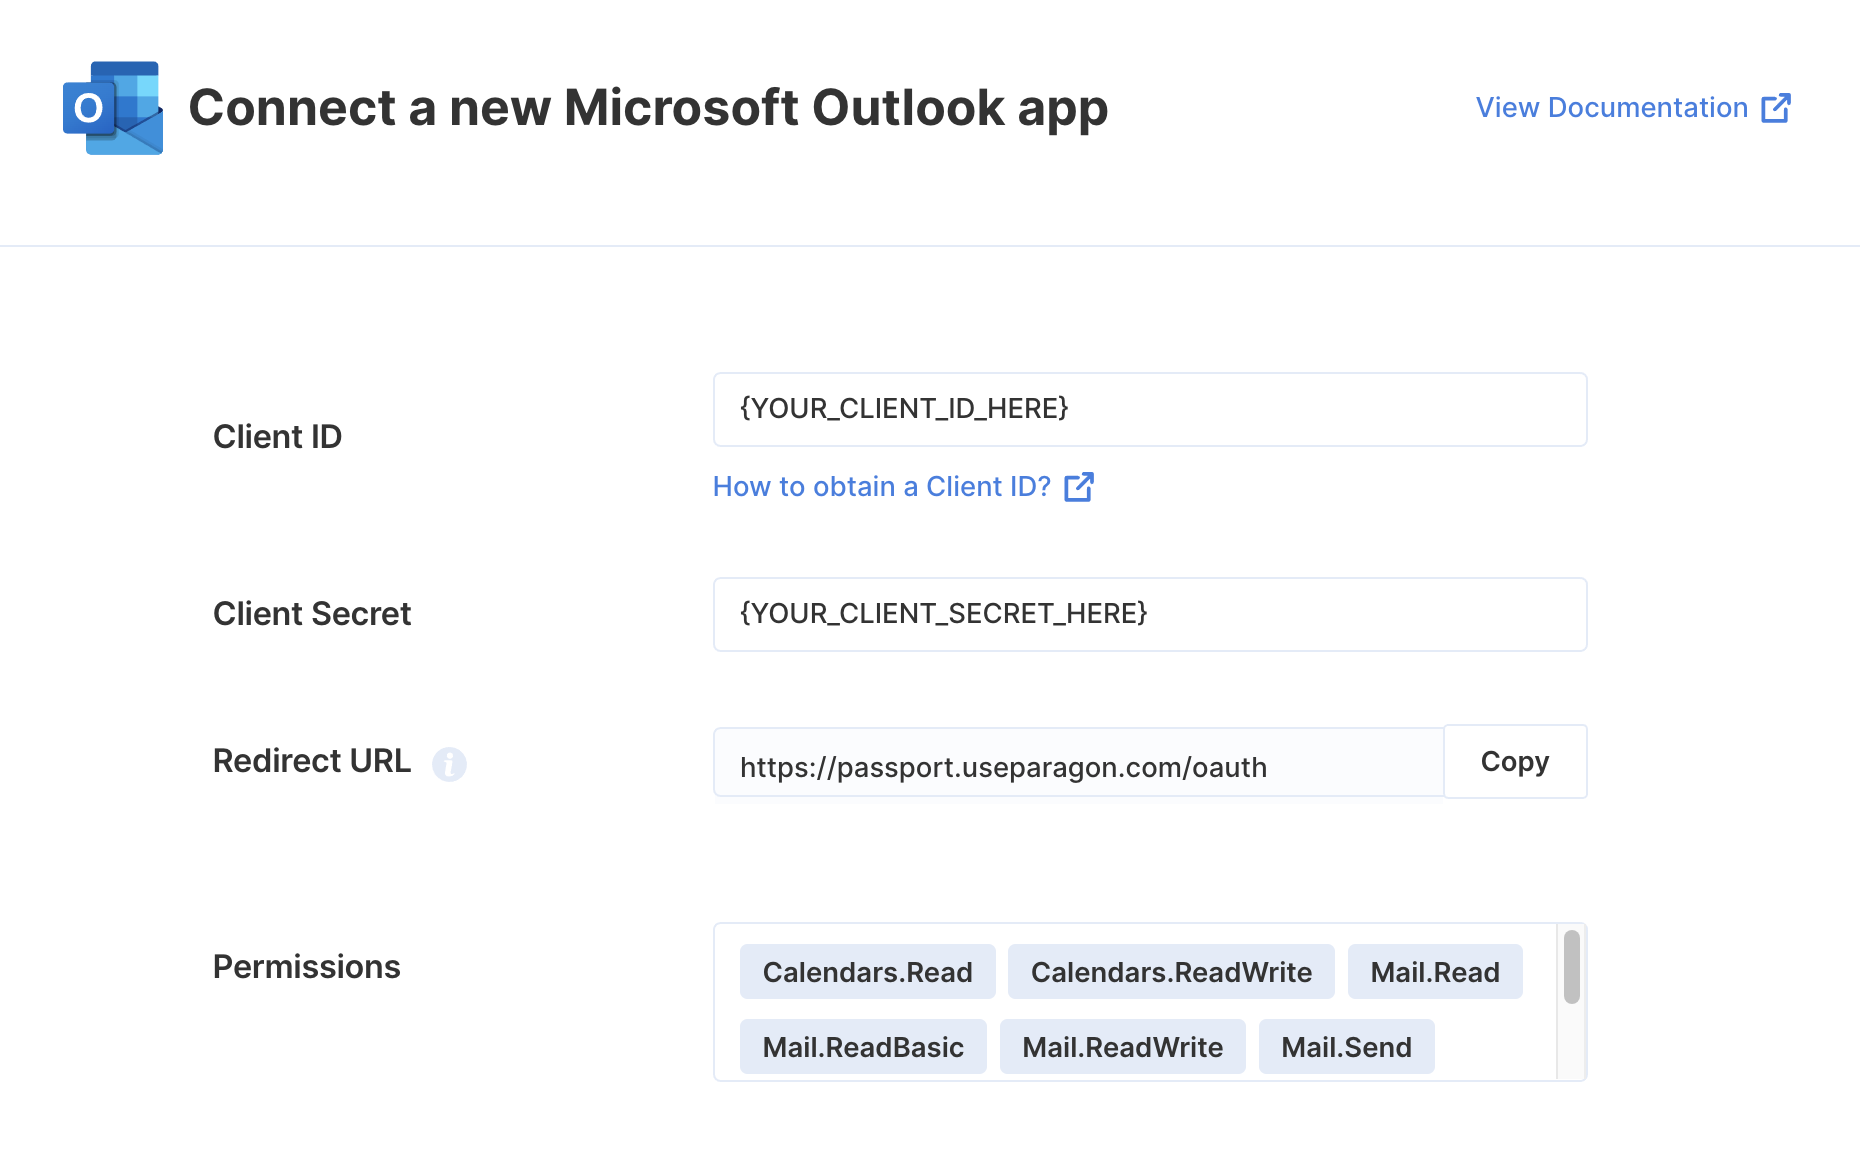 O
Connect a new Microsoft Outlook app
View Documentation
Client ID
{YOUR_CLIENT_ID_HERE}
How to obtain a Client ID?
Client Secret
{YOUR_CLIENT_SECRET_HERE}
Redirect URL i
https://passport.useparagon.com/oauth
Copy
Permissions
Calendars.Read Calendars.ReadWrite Mail.Read
Mail.ReadBasic Mail.ReadWrite Mail.Send